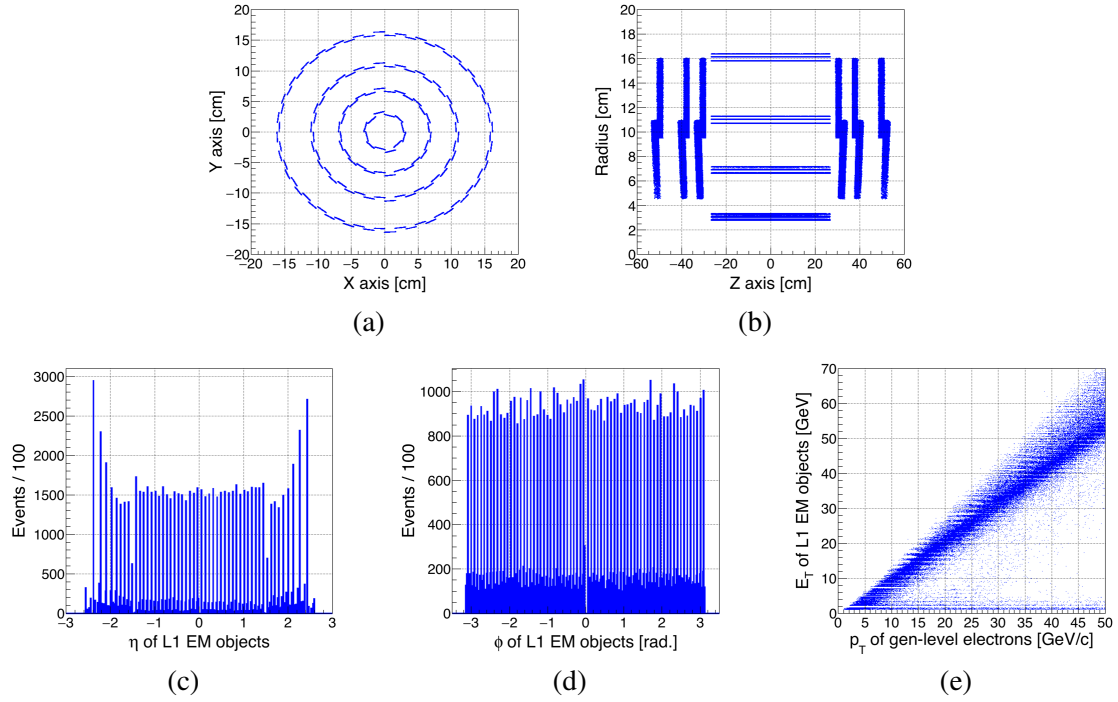 20
15
10
5
0
−5
−10
−15
−20
Y axis [cm]
−20 −15 −10 −5 0 5 10 15 20
X axis [cm]
(a)
20
18
16
14
12
10
8
6
4
2
0
Radius [cm]
−60 −40 −20 0 20 40 60
Z axis [cm]
(b)
3000
2500
2000
1500
1000
500
0
Events / 100
−3 −2 −1 0 1 2 3
η of L1 EM objects
(c)
1000
800
600
400
200
0
Events / 100
−3 −2 −1 0 1 2 3
ϕ of L1 EM objects [rad.]
(d)
70
60
50
40
30
20
10
0
E_T of L1 EM objects [GeV]
0 5 10 15 20 25 30 35 40 45 50
p_T of gen-level electrons [GeV/c]
(e)